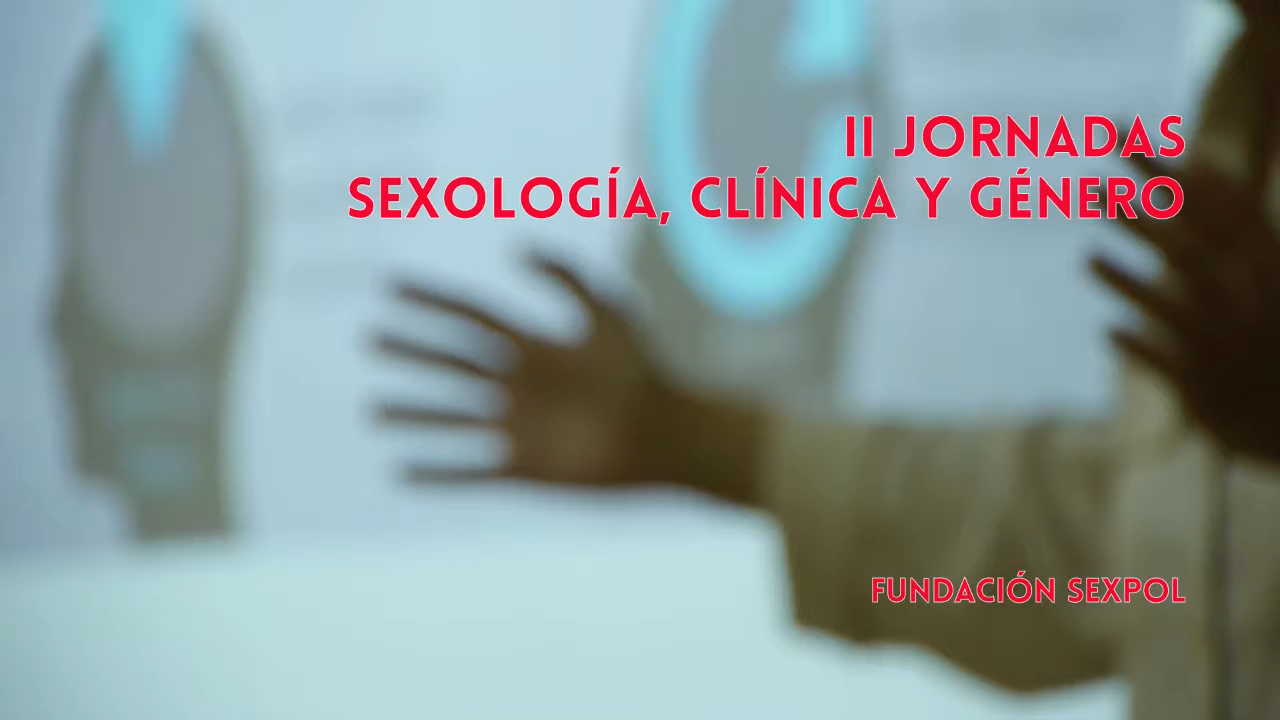 II JORNADAS
SEXOLOGÍA, CLÍNICA Y GÉNERO
FUNDACIÓN SEXPOL